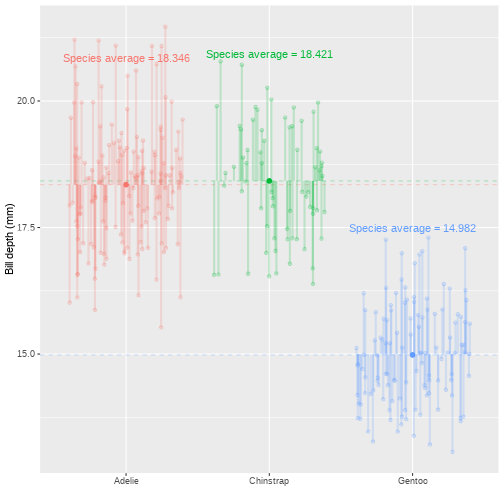 Species average = 18.421
Species average = 18.346
20.0
Bill depth (mm)
17.5
Species average = 14.982
15.0
Adelie
Chinstrap
Gentoo